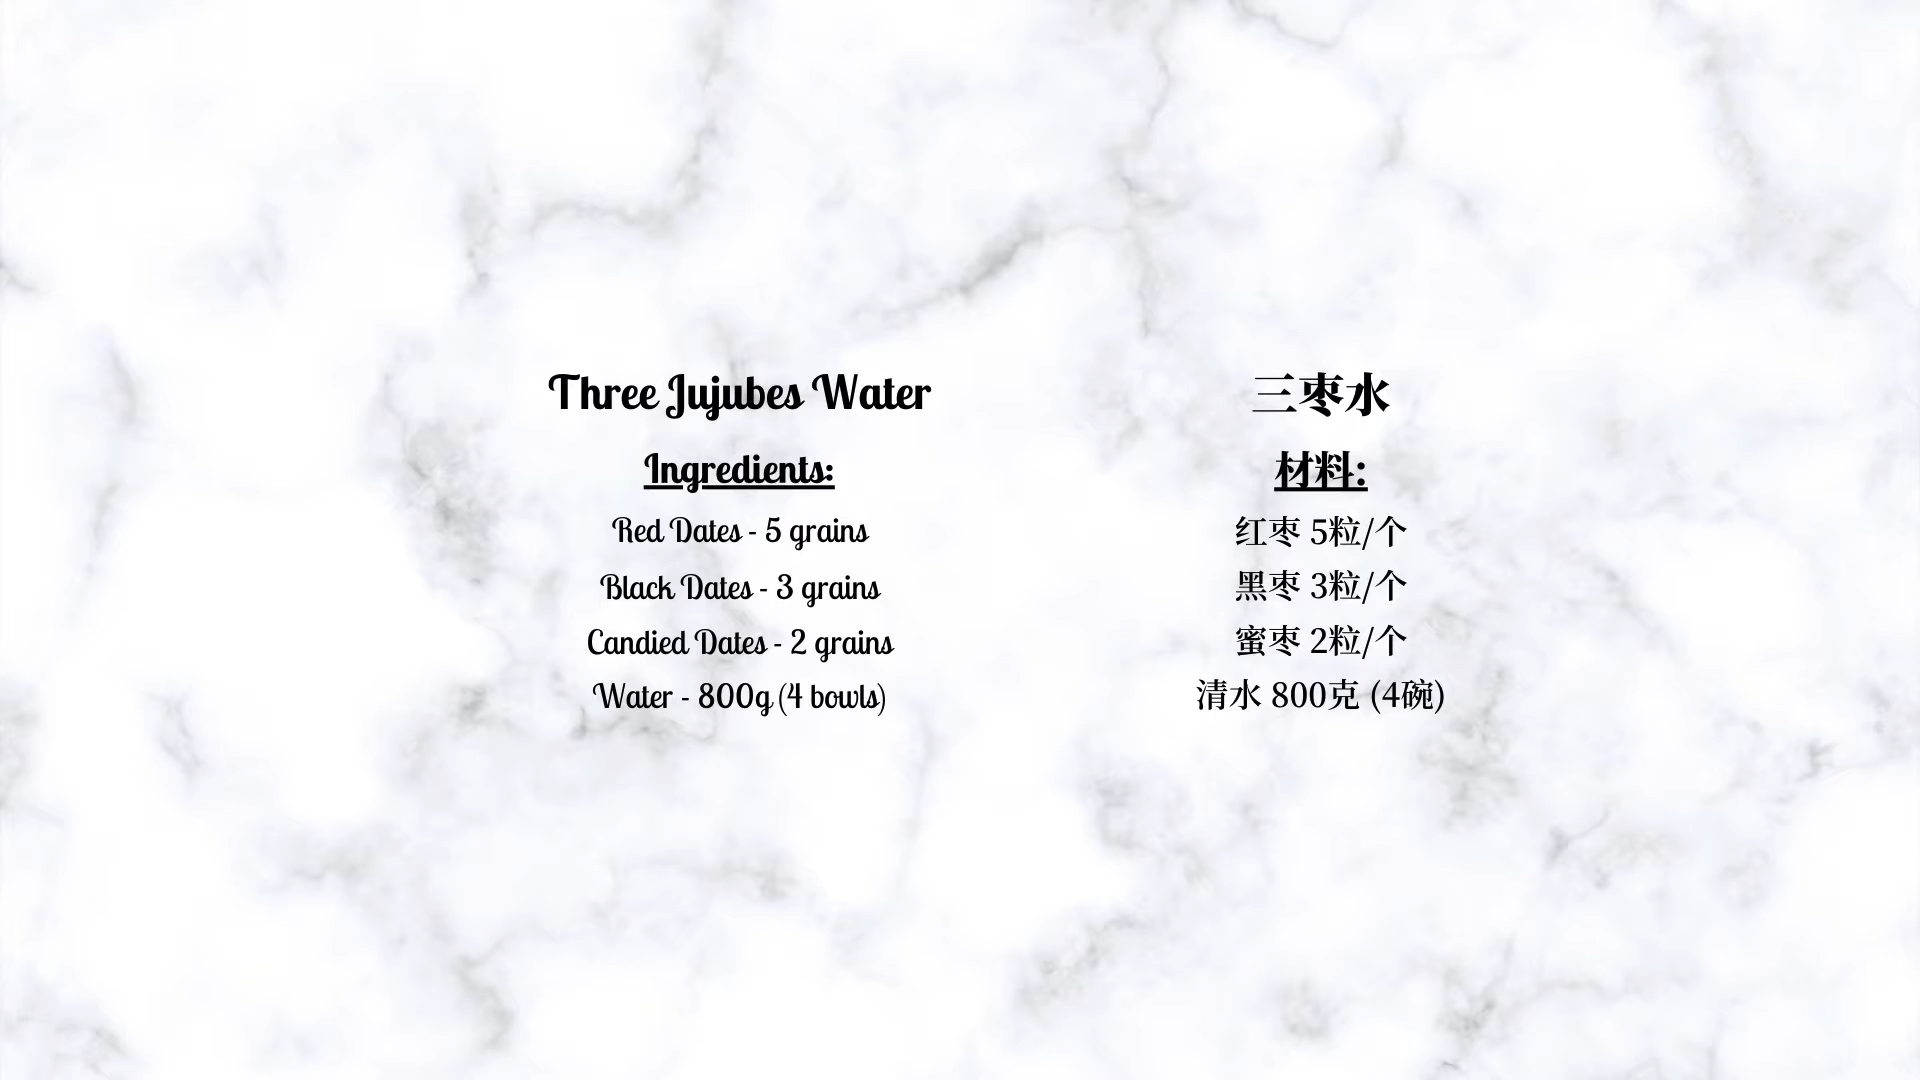 Three Jujubes Water
Ingredients:
Red Dates - 5 grains
Black Dates - 3 grains
Candied Dates - 2 grains
Water - 800g (4 bowls)
三枣水
材料:
红枣 5粒/个
黑枣 3粒/个
蜜枣 2粒/个
清水 800克 (4碗)